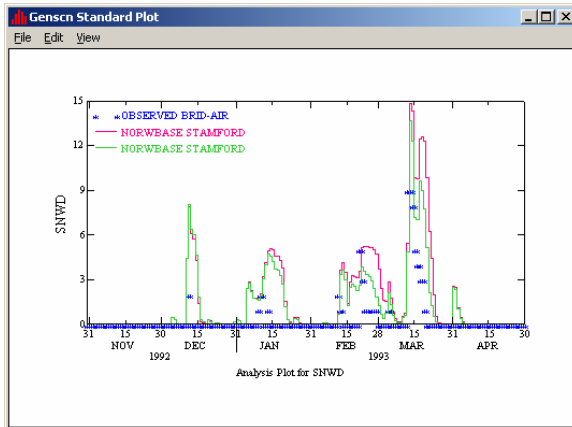 Genscn Standard Plot
File Edit View
15
12
9
6
3
0
SNWD
OBSERVED BRID-AIR
NORWBASE STAMFORD
NORWBASE STAMFORD
31 15 31 15 31 15 28 15 31 15 30
NOV DEC JAN FEB MAR APR
1992 1993
Analysis Plot for SNWD